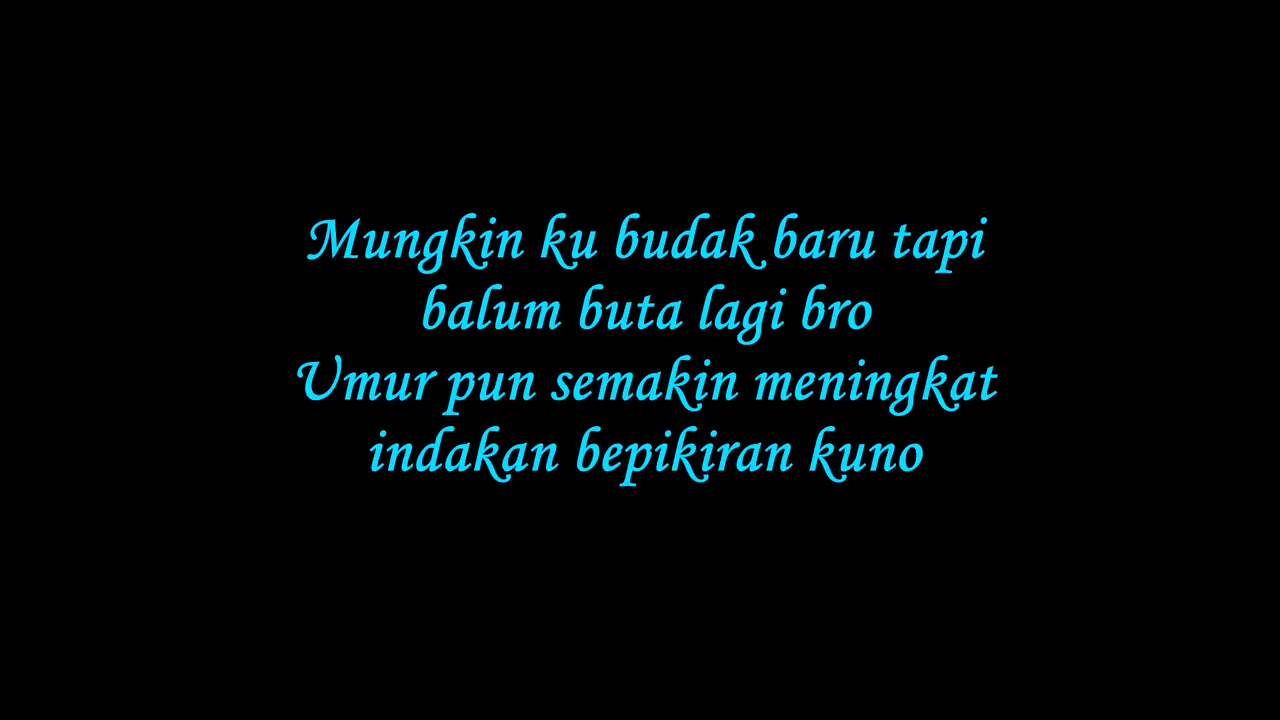 Mungkin ku budak baru tapi
balum buta lagi bro
Umur pun semakin meningkat
indakan bepikiran kuno